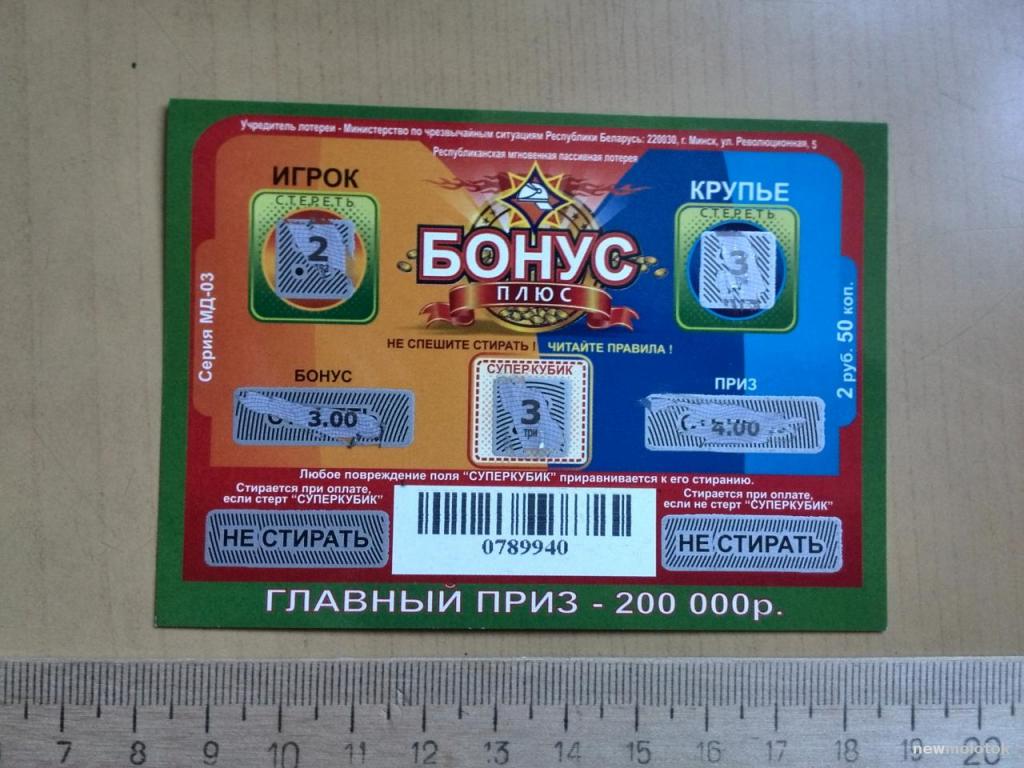 Учредитель лотереи - Министерство по чрезвычайным ситуациям Республики Беларусь: 220030, г. Минск, ул. Революционная, 5
Республиканская мгновенная пассивная лотерея
ИГРОК
СТЕРЕТЬ
2
КРУПЬЕ
СТЕРЕТЬ
3
БОНУС
ПЛЮС
Серия МД-03
2 руб. 50 коп.
НЕ СПЕШИТЕ СТИРАТЬ ! ЧИТАЙТЕ ПРАВИЛА !
БОНУС
3.00
СУПЕРКУБИК
3
три
ПРИЗ
4.00
Любое повреждение поля "СУПЕРКУБИК" приравнивается к его стиранию.
Стирается при оплате,
если стерт "СУПЕРКУБИК"
НЕ СТИРАТЬ
0789940
Стирается при оплате,
если не стерт "СУПЕРКУБИК"
НЕ СТИРАТЬ
ГЛАВНЫЙ ПРИЗ - 200 000р.
7 8 9 10 11 12 13 14 15 16 17 18 19 20
newmolotok